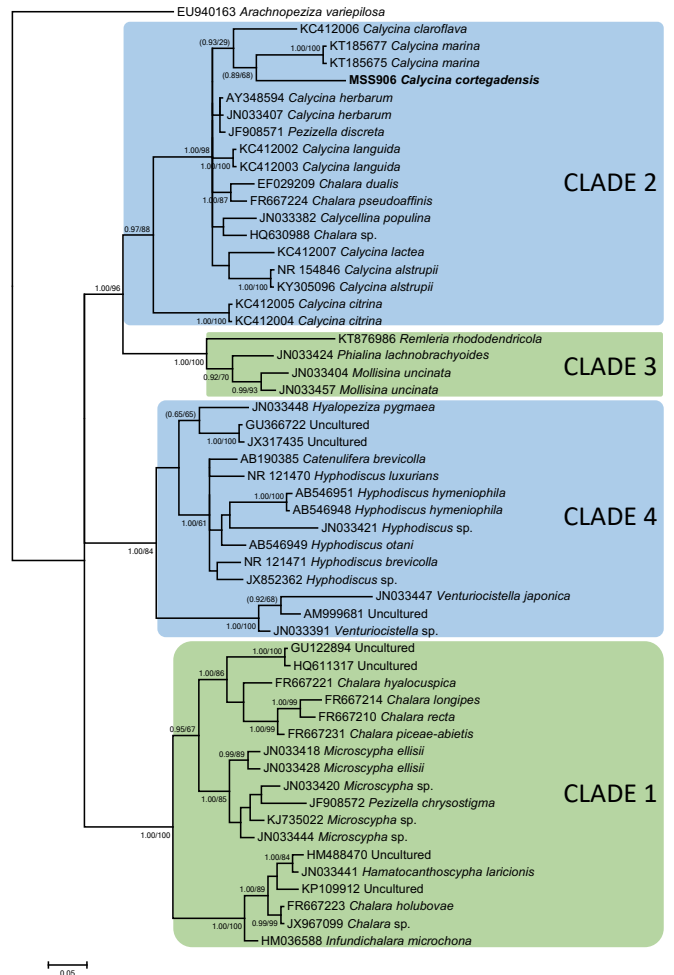 EU940163 Arachnopeziza variepilosa
KC412006 Calycina claroflava
(0.93/29)
1.00/100
KT185677 Calycina marina
KT185675 Calycina marina
(0.89/68)
MSS906 Calycina cortegadensis
AY348594 Calycina herbarum
JN033407 Calycina herbarum
JF908571 Pezizella discreta
1.00/98
KC412002 Calycina languida
1.00/100
KC412003 Calycina languida
CLADE 2
EF029209 Chalara dualis
1.00/87
FR667224 Chalara pseudoaffinis
JN033382 Calycellina populina
HQ630988 Chalara sp.
0.97/88
KC412007 Calycina lactea
NR 154846 Calycina alstrupii
1.00/100
KY305096 Calycina alstrupii
1.00/96
KC412005 Calycina citrina
1.00/100
KC412004 Calycina citrina
KT876986 Remleria rhododendricola
1.00/100
JN033424 Phialina lachnobrachyoides
CLADE 3
0.92/70
JN033404 Mollisina uncinata
0.99/93
JN033457 Mollisina uncinata
(0.65/65)
JN033448 Hyalopeziza pygmaea
GU366722 Uncultured
1.00/100
JX317435 Uncultured
AB190385 Catenulifera brevicolla
NR 121470 Hyphodiscus luxurians
1.00/100
AB546951 Hyphodiscus hymeniophila
AB546948 Hyphodiscus hymeniophila
CLADE 4
1.00/61
JN033421 Hyphodiscus sp.
AB546949 Hyphodiscus otani
1.00/84
NR 121471 Hyphodiscus brevicolla
JX852362 Hyphodiscus sp.
(0.92/68)
JN033447 Venturiocistella japonica
AM999681 Uncultured
1.00/100
JN033391 Venturiocistella sp.
GU122894 Uncultured
1.00/100
HQ611317 Uncultured
1.00/86
FR667221 Chalara hyalocuspica
FR667214 Chalara longipes
1.00/99
FR667210 Chalara recta
1.00/99
FR667231 Chalara piceae-abietis
0.95/67
0.99/89
JN033418 Microscypha ellisii
JN033428 Microscypha ellisii
JN033420 Microscypha sp.
1.00/85
JF908572 Pezizella chrysostigma
CLADE 1
KJ735022 Microscypha sp.
JN033444 Microscypha sp.
1.00/100
1.00/84
HM488470 Uncultured
JN033441 Hamatocanthoscypha laricionis
1.00/89
KP109912 Uncultured
FR667223 Chalara holubovae
0.99/99
JX967099 Chalara sp.
1.00/100
HM036588 Infundichalara microchona
0.05